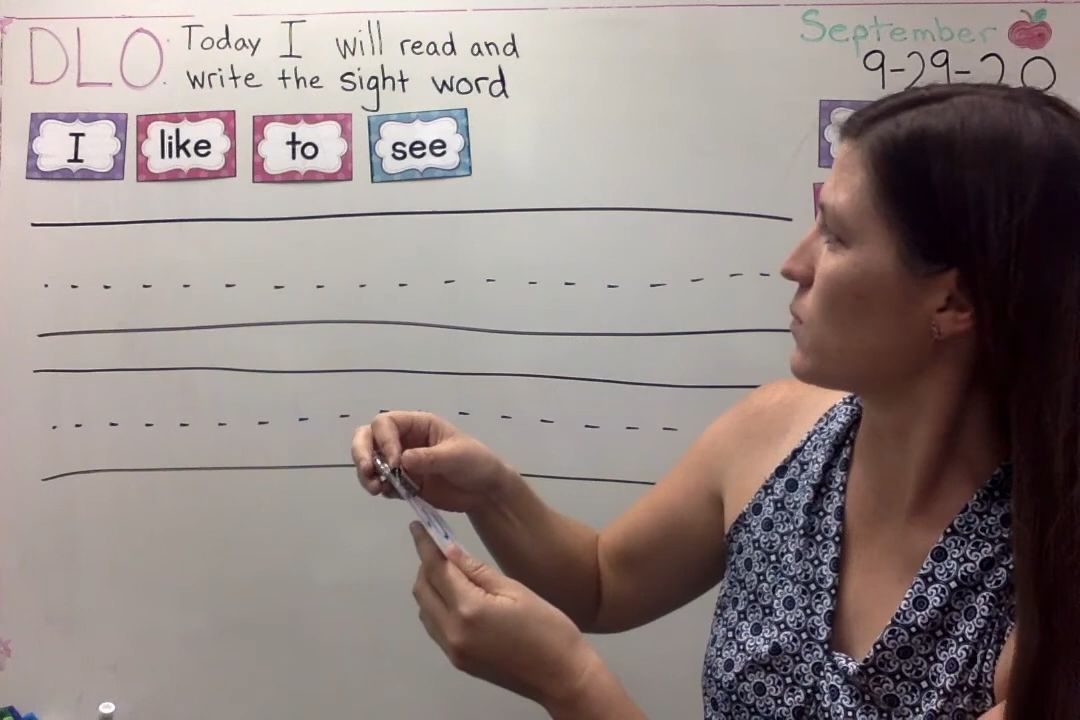 DLO: Today I will read and
write the sight word
September
9-29-20
I like to see